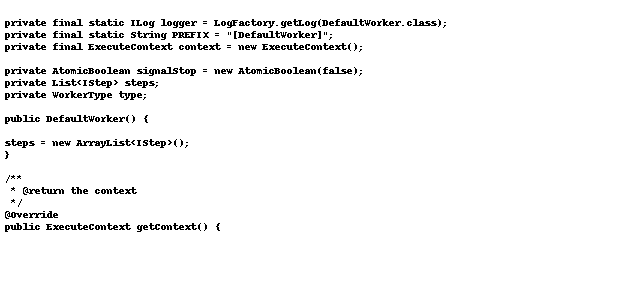 private final static ILog logger = LogFactory.getLog(DefaultWorker.class);
private final static String PREFIX = "[DefaultWorker]";
private final ExecuteContext context = new ExecuteContext();
private AtomicBoolean signalStop = new AtomicBoolean(false);
private List<IStep> steps;
private WorkerType type;
public DefaultWorker() {
steps = new ArrayList<IStep>();
}
/**
* @return the context
*/
@Override
public ExecuteContext getContext() {